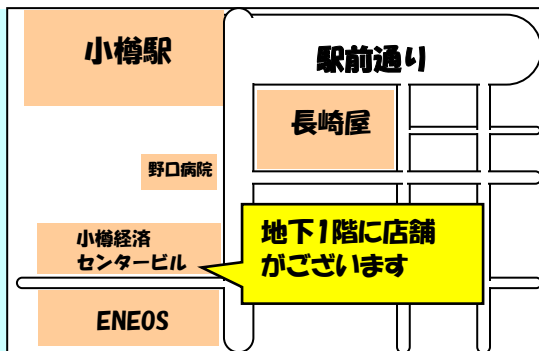 小樽駅
駅前通り
長崎屋
野口病院
小樽経済
センタービル
地下1階に店舗
がございます
ENEOS